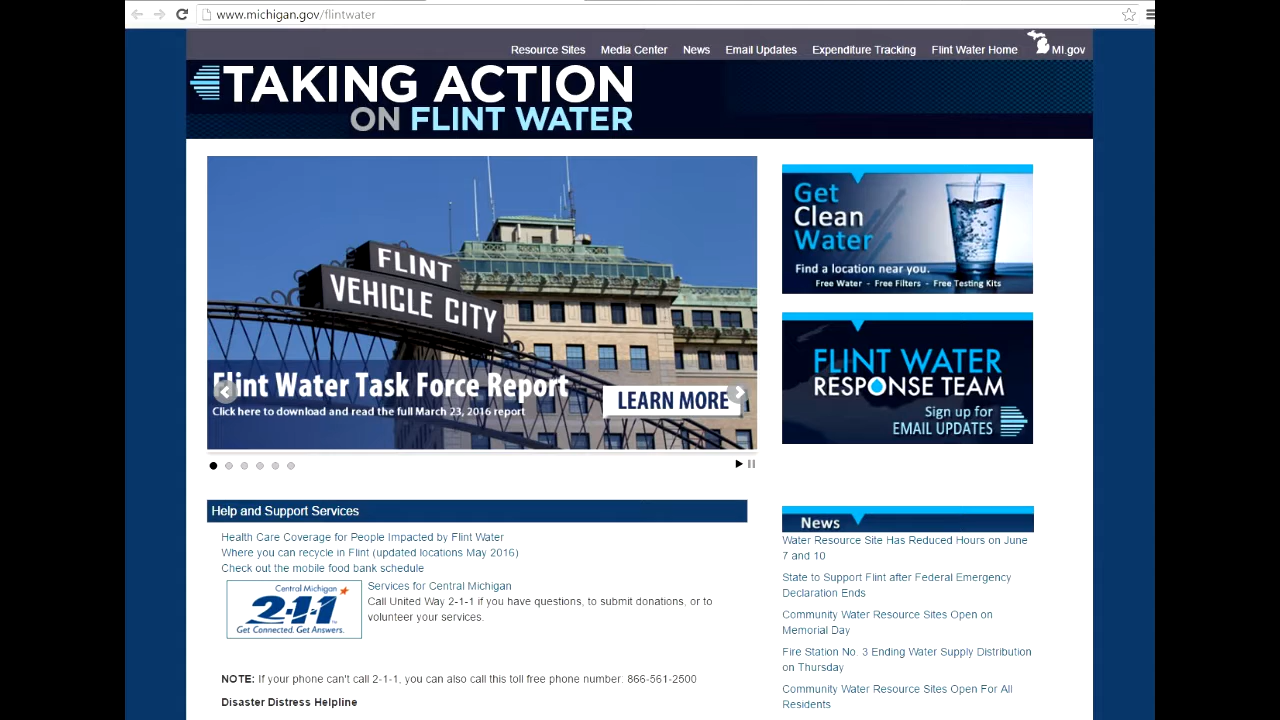 www.michigan.gov/flintwater
Resource Sites Media Center News Email Updates Expenditure Tracking Flint Water Home MI.gov
TAKING ACTION
ON FLINT WATER
FLINT
VEHICLE CITY
Flint Water Task Force Report
Click here to download and read the full March 23, 2016 report
LEARN MORE
Get
Clean
Water
Find a location near you.
Free Water - Free Filters - Free Testing Kits
FLINT WATER
RESPONSE TEAM
Sign up for
EMAIL UPDATES
Help and Support Services
Health Care Coverage for People Impacted by Flint Water
Where you can recycle in Flint (updated locations May 2016)
Check out the mobile food bank schedule
Central Michigan
2-1-1
Get Connected. Get Answers.
Services for Central Michigan
Call United Way 2-1-1 if you have questions, to submit donations, or to
volunteer your services.
NOTE: If your phone can't call 2-1-1, you can also call this toll free phone number: 866-561-2500
Disaster Distress Helpline
News
Water Resource Site Has Reduced Hours on June
7 and 10
State to Support Flint after Federal Emergency
Declaration Ends
Community Water Resource Sites Open on
Memorial Day
Fire Station No. 3 Ending Water Supply Distribution
on Thursday
Community Water Resource Sites Open For All
Residents